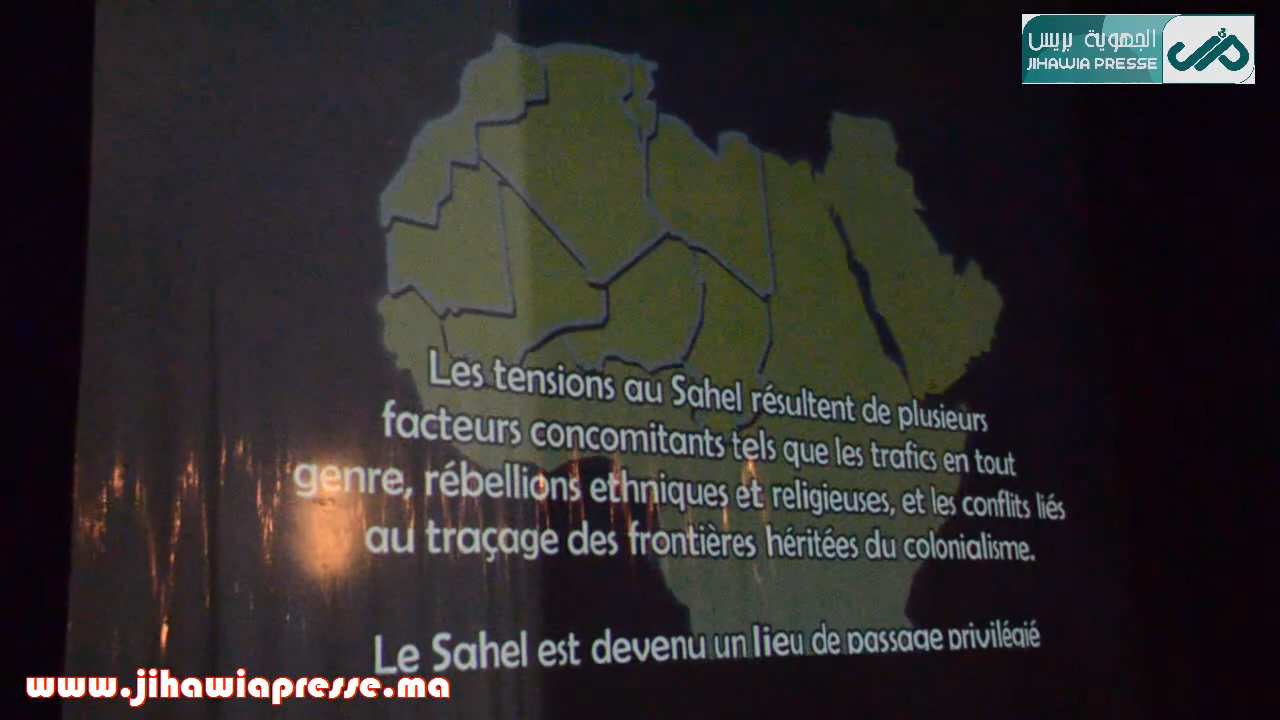 الجهوية بريس
JIHAWIA PRESSE
Les tensions au Sahel résultent de plusieurs
facteurs concomitants tels que les trafics en tout
genre, rébellions ethniques et religieuses, et les conflits liés
au traçage des frontières héritées du colonialisme.
Le Sahel est devenu un lieu de passage privilégié
www.jihawiapresse.ma